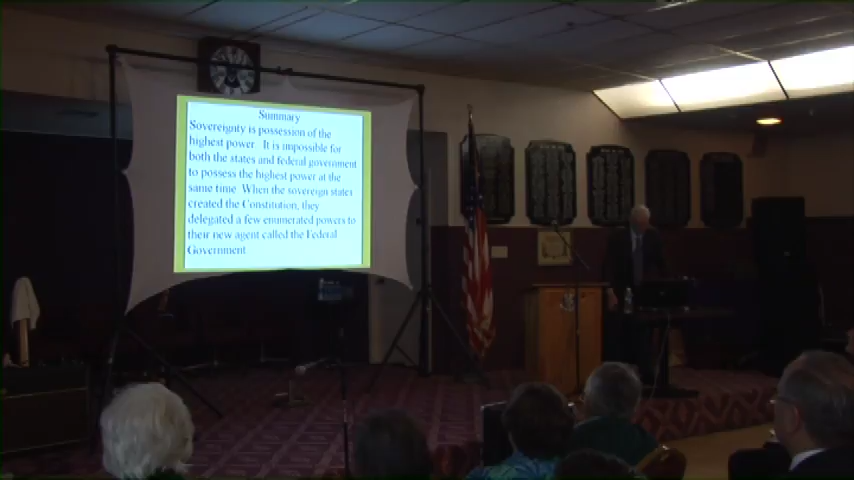 Summary
Sovereignty is possession of the
highest power. It is impossible for
both the states and federal government
to possess the highest power at the
same time. When the sovereign states
created the Constitution, they
delegated a few enumerated powers to
their new agent called the Federal
Government